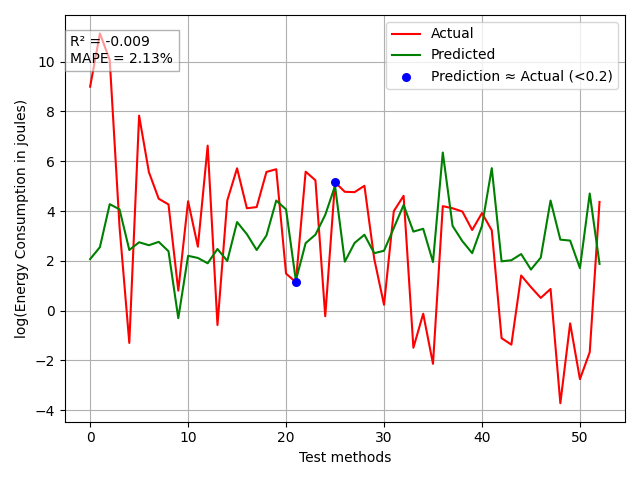 R² = -0.009
MAPE = 2.13%
Actual
Predicted
Prediction ≈ Actual (<0.2)
log(Energy Consumption in joules)
10
8
6
4
2
0
−2
−4
0 10 20 30 40 50
Test methods